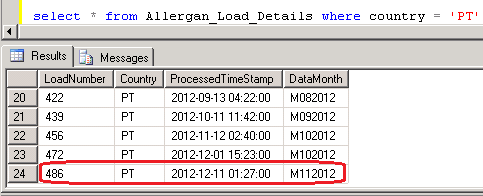 select * from Allergan_Load_Details where country = 'PT'
Results Messages
LoadNumber Country ProcessedTimeStamp DataMonth
20 422 PT 2012-09-13 04:22:00 M082012
21 439 PT 2012-10-11 11:42:00 M092012
22 456 PT 2012-11-12 02:40:00 M102012
23 472 PT 2012-12-01 15:23:00 M102012
24 486 PT 2012-12-11 01:27:00 M112012